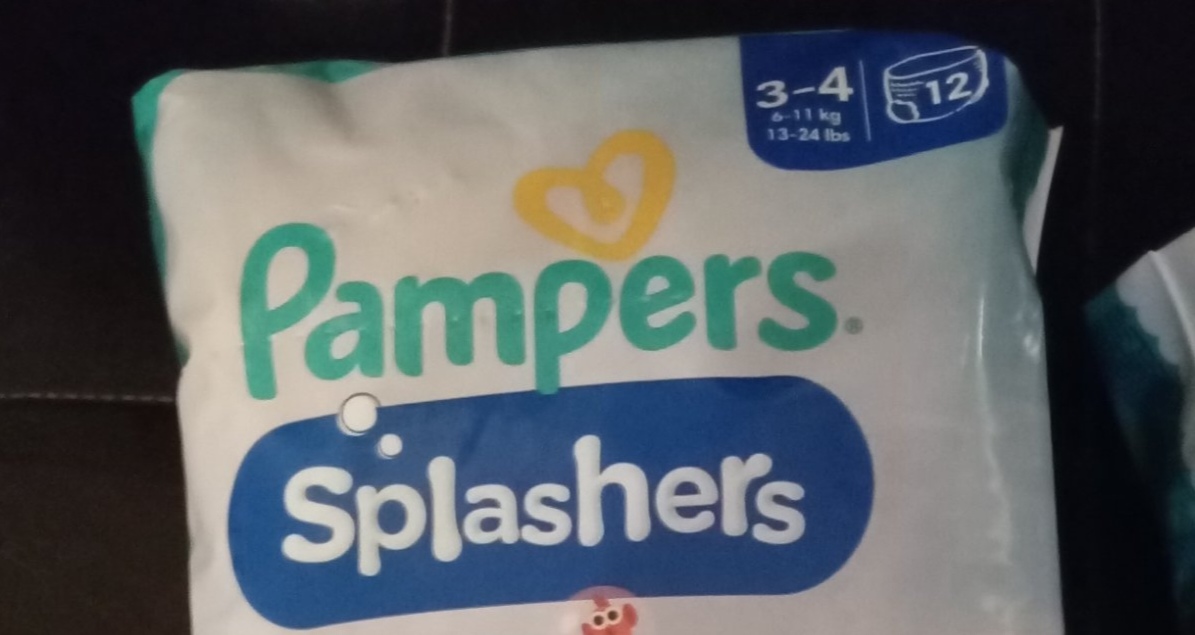 3-4
6-11 kg
13-24 lbs
12
Pampers®
Splashers